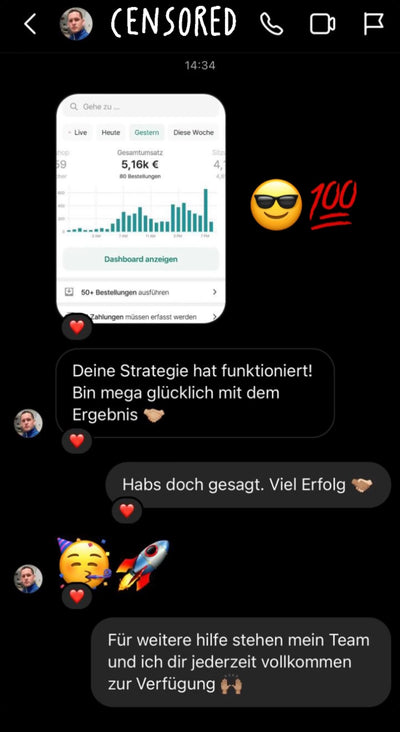 CENSORED
14:34
Gehe zu ...
Live Heute Gestern Diese Woche
Gesamtumsatz
59 5,16k € 4,
80 Bestellungen
Dashboard anzeigen
50+ Bestellungen ausführen
Zahlungen müssen erfasst werden
😎 💯
Deine Strategie hat funktioniert!
Bin mega glücklich mit dem
Ergebnis 🤝🏼
Habs doch gesagt. Viel Erfolg 🤝🏼
🥳🚀
Für weitere hilfe stehen mein Team
und ich dir jederzeit vollkommen
zur Verfügung 🙌🏽